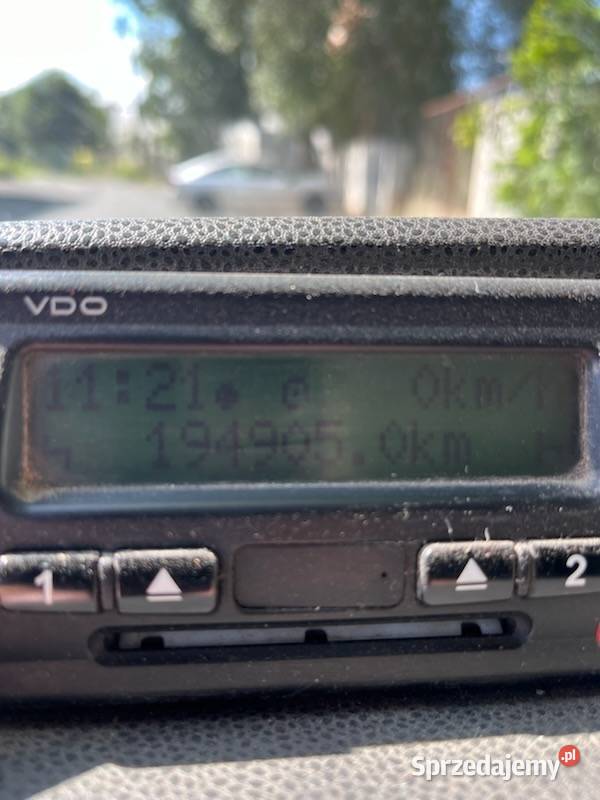 VDO
11:21 0km/h
194905.0km
1 2
Sprzedajemy.pl